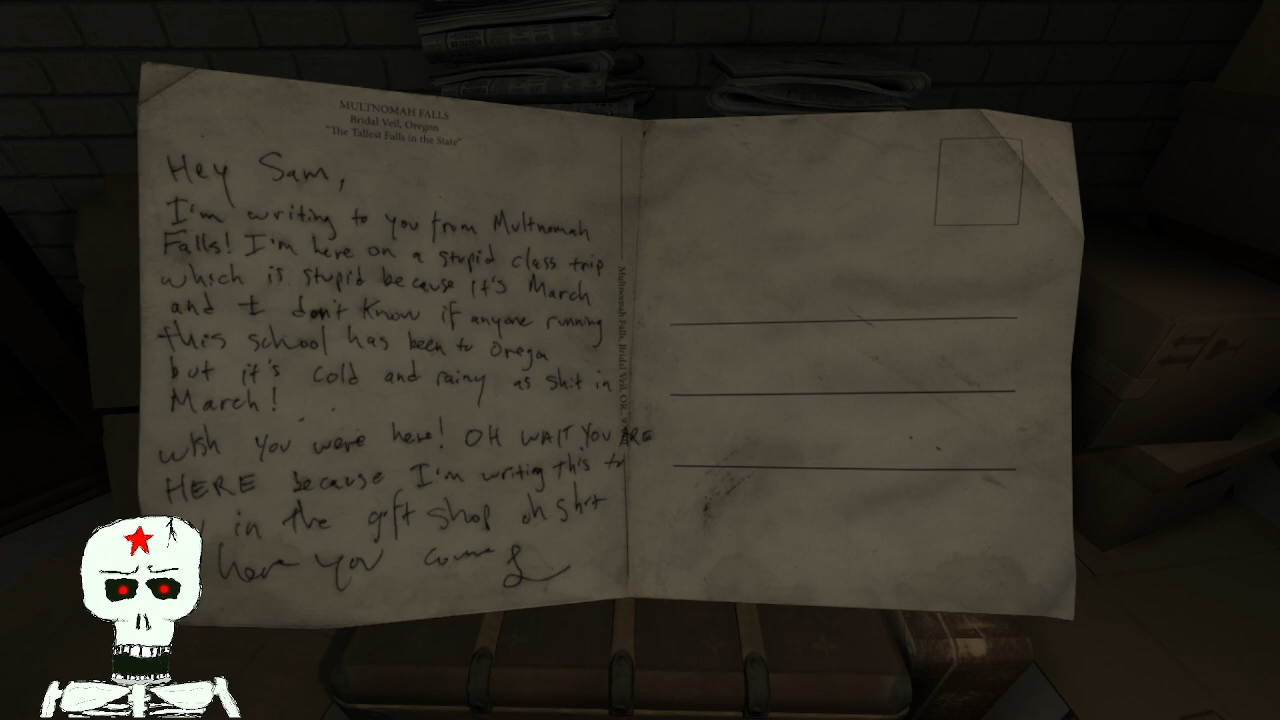 MULTNOMAH FALLS
Bridal Veil, Oregon
"The Tallest Falls in the State"
Hey Sam,
I'm writing to you from Multnomah
Falls! I'm here on a stupid class trip
which is stupid because it's March
and I don't know if anyone running
this school has been to Oregon
but it's cold and rainy as shit in
March!
wish you were here! OH WAIT YOU ARE
HERE because I'm writing this to
in the gift shop oh shit
here you come
Multnomah Falls, Bridal Veil, OR